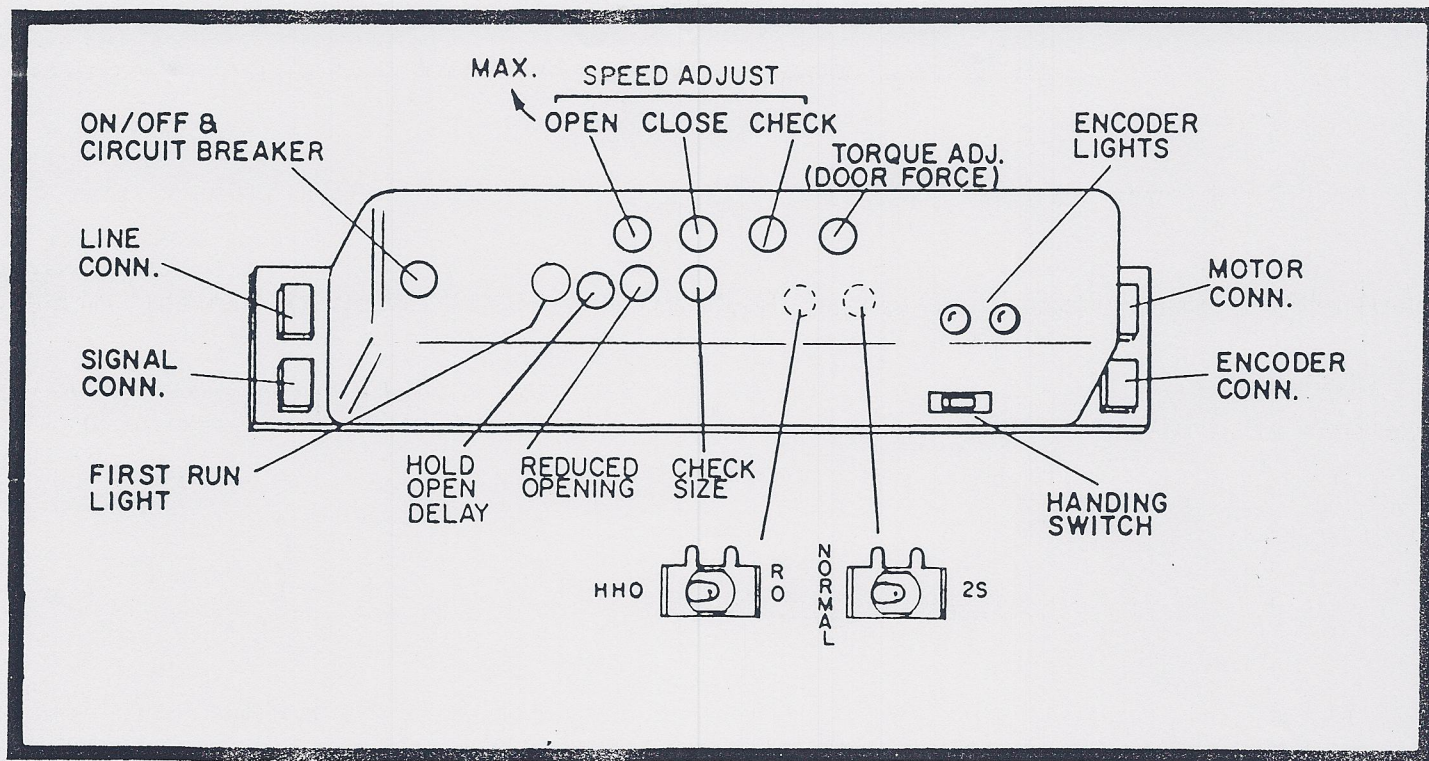 MAX.
SPEED ADJUST
OPEN CLOSE CHECK
ON/OFF &
CIRCUIT BREAKER
TORQUE ADJ.
(DOOR FORCE)
ENCODER
LIGHTS
LINE
CONN.
MOTOR
CONN.
SIGNAL
CONN.
ENCODER
CONN.
FIRST RUN
LIGHT
HOLD
OPEN
DELAY
REDUCED
OPENING
CHECK
SIZE
HANDING
SWITCH
HHO
RO
NORMAL
2S